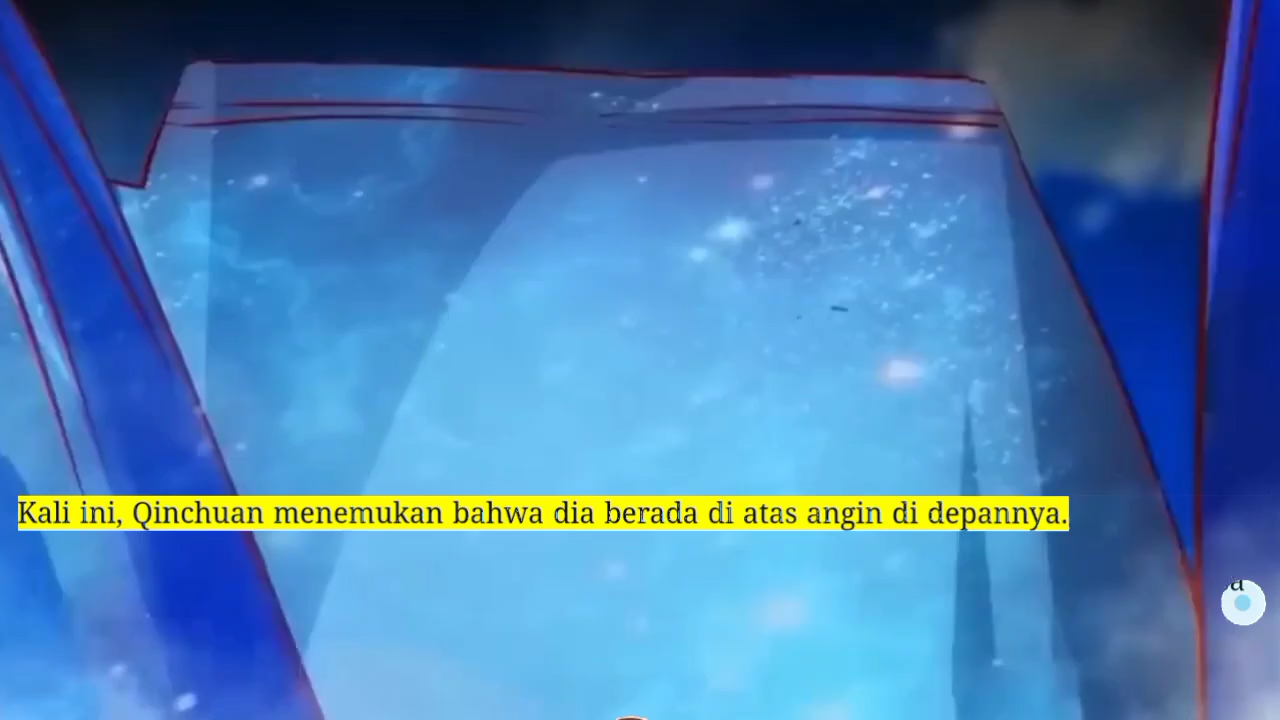 Kali ini, Qinchuan menemukan bahwa dia berada di atas angin di depannya.